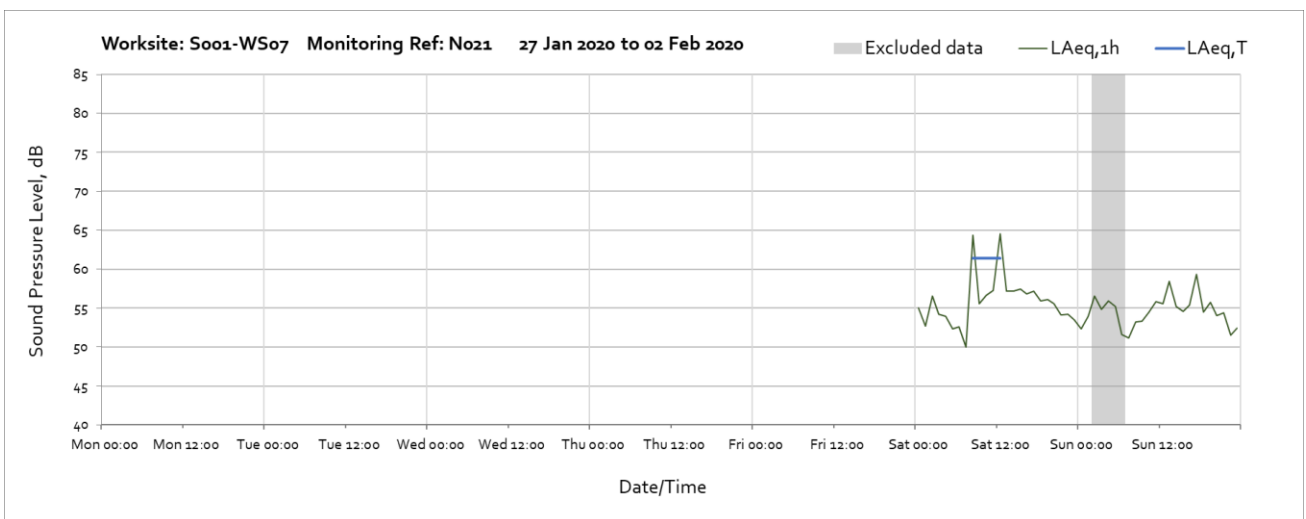 Worksite: S001-WS07 Monitoring Ref: N021 27 Jan 2020 to 02 Feb 2020
Excluded data LAeq,1h LAeq,T
85
80
75
70
65
60
55
50
45
40
Sound Pressure Level, dB
Mon 00:00 Mon 12:00 Tue 00:00 Tue 12:00 Wed 00:00 Wed 12:00 Thu 00:00 Thu 12:00 Fri 00:00 Fri 12:00 Sat 00:00 Sat 12:00 Sun 00:00 Sun 12:00
Date/Time